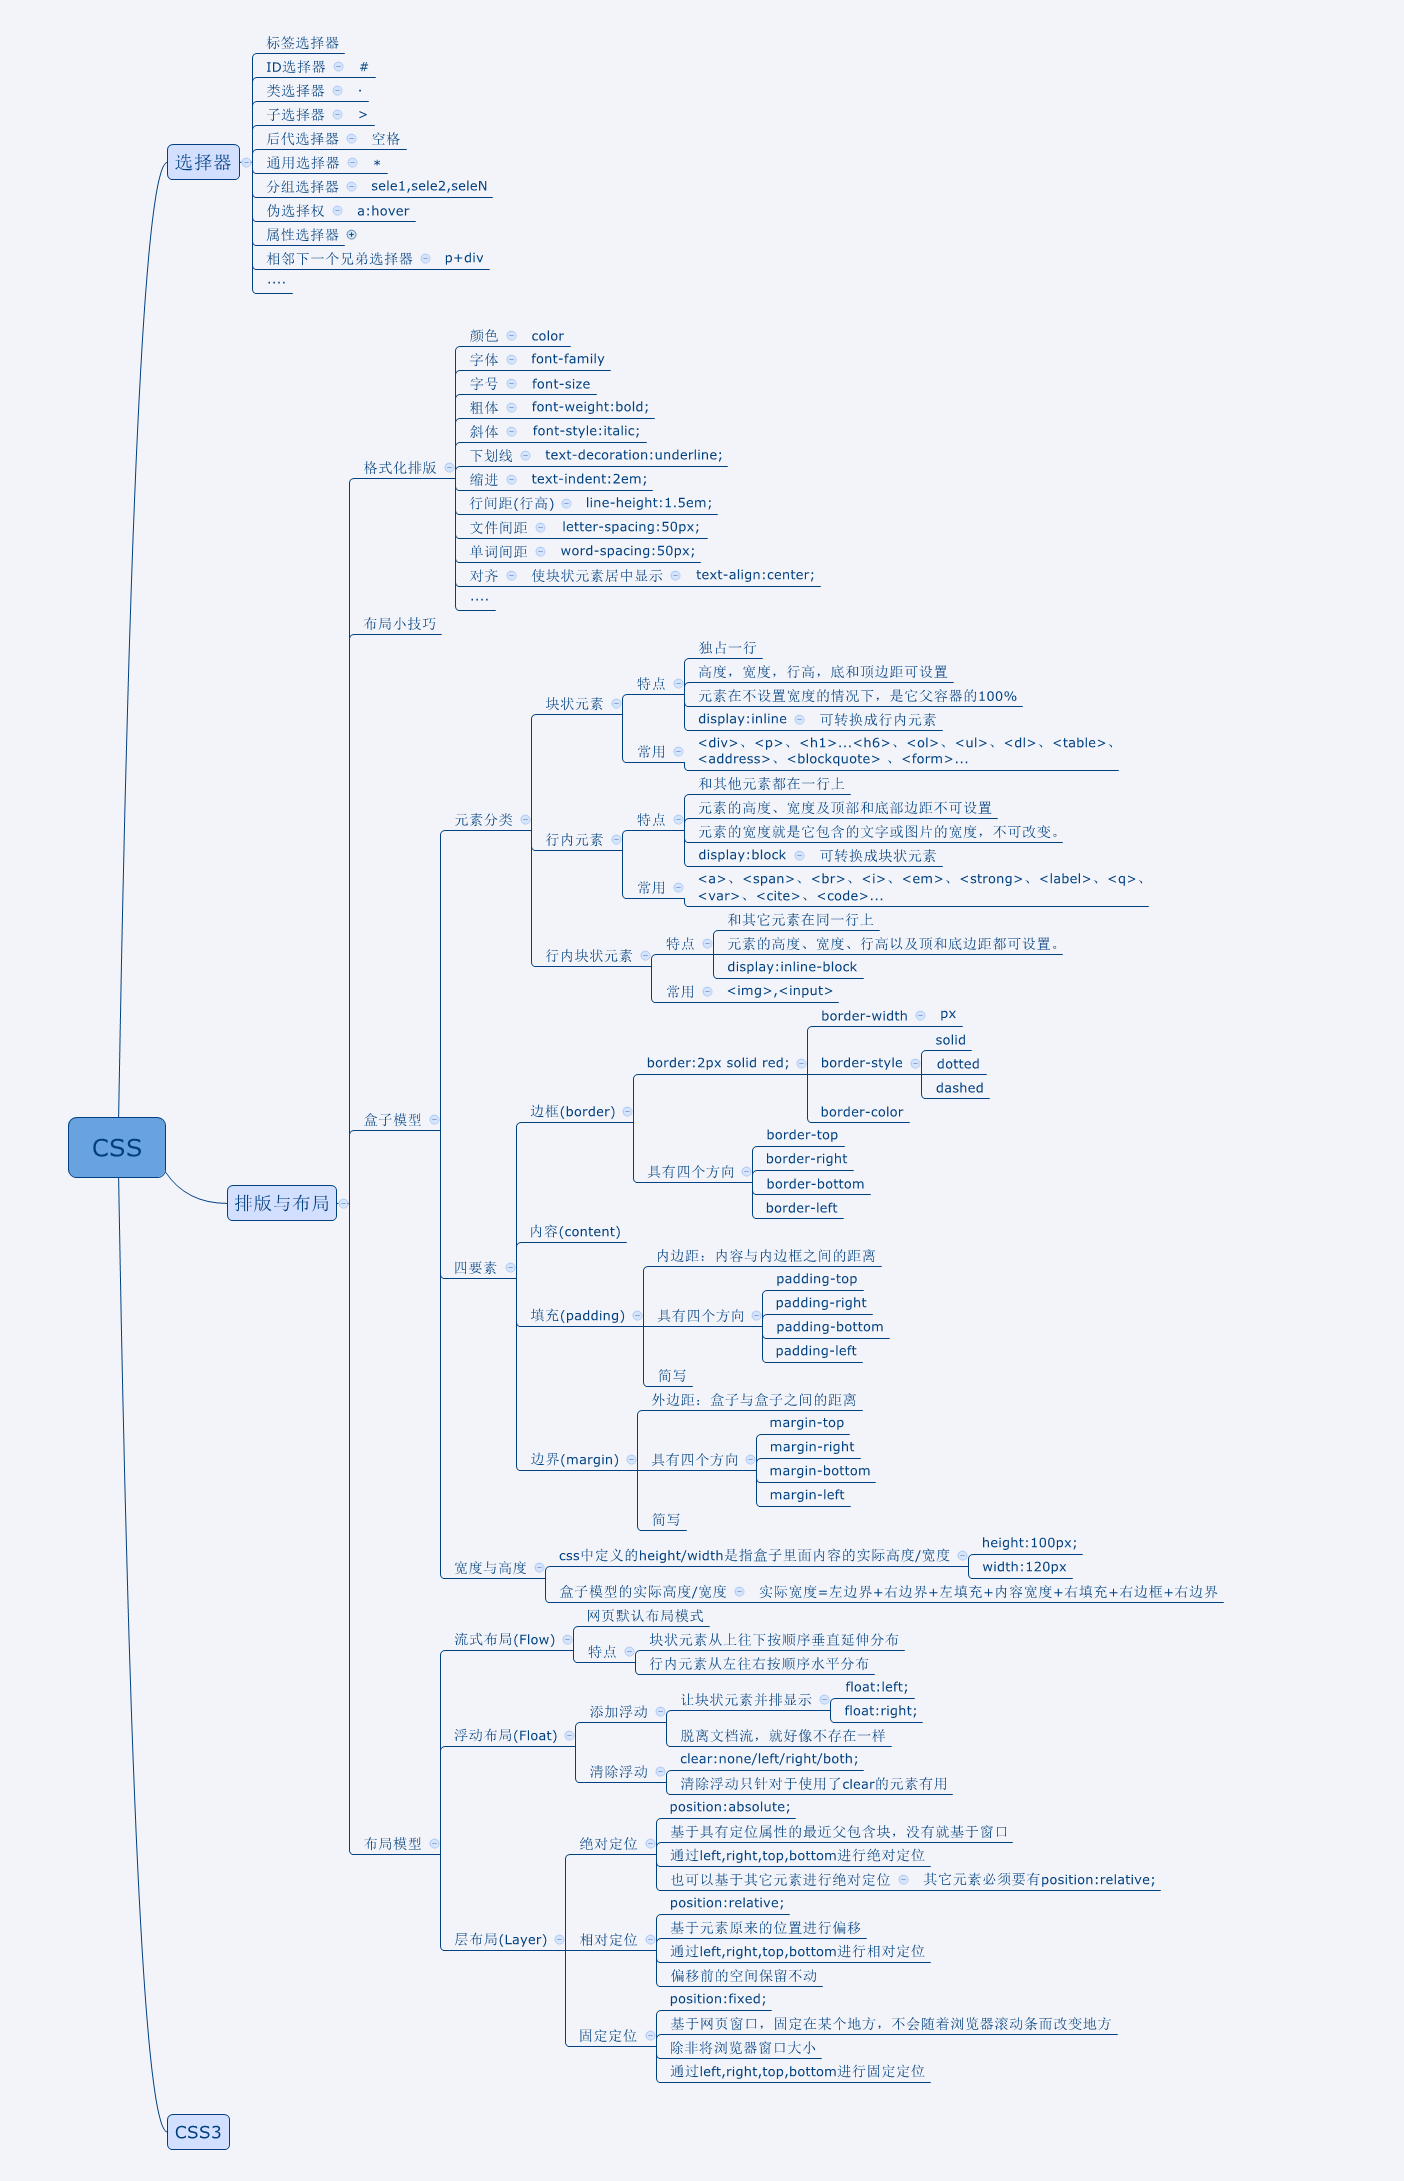 标签选择器
ID选择器 #
类选择器 .
子选择器 >
后代选择器 空格
通用选择器 *
选择器
分组选择器 sele1,sele2,seleN
伪选择权 a:hover
属性选择器
相邻下一个兄弟选择器 p+div
....
颜色 color
字体 font-family
字号 font-size
粗体 font-weight:bold;
斜体 font-style:italic;
下划线 text-decoration:underline;
格式化排版
缩进 text-indent:2em;
行间距(行高) line-height:1.5em;
文件间距 letter-spacing:50px;
单词间距 word-spacing:50px;
对齐 使块状元素居中显示 text-align:center;
....
布局小技巧
独占一行
高度，宽度，行高，底和顶边距可设置
特点
元素在不设置宽度的情况下，是它父容器的100%
块状元素
display:inline 可转换成行内元素
常用
<div>、<p>、<h1>...<h6>、<ol>、<ul>、<dl>、<table>、
<address>、<blockquote> 、<form>...
和其他元素都在一行上
元素的高度、宽度及顶部和底部边距不可设置
元素分类
特点
元素的宽度就是它包含的文字或图片的宽度，不可改变。
行内元素
display:block 可转换成块状元素
常用
<a>、<span>、<br>、<i>、<em>、<strong>、<label>、<q>、
<var>、<cite>、<code>...
和其它元素在同一行上
特点
元素的高度、宽度、行高以及顶和底边距都可设置。
行内块状元素
display:inline-block
常用 <img>,<input>
border-width px
solid
border:2px solid red; border-style dotted
dashed
边框(border)
border-color
盒子模型
border-top
border-right
具有四个方向
border-bottom
CSS
border-left
排版与布局
内容(content)
内边距：内容与内边框之间的距离
四要素
padding-top
padding-right
填充(padding) 具有四个方向
padding-bottom
padding-left
简写
外边距：盒子与盒子之间的距离
margin-top
margin-right
边界(margin) 具有四个方向
margin-bottom
margin-left
简写
height:100px;
css中定义的height/width是指盒子里面内容的实际高度/宽度
宽度与高度
width:120px
盒子模型的实际高度/宽度 实际宽度=左边界+右边界+左填充+内容宽度+右填充+右边框+右边界
网页默认布局模式
流式布局(Flow)
块状元素从上往下按顺序垂直延伸分布
特点
行内元素从左往右按顺序水平分布
float:left;
让块状元素并排显示
添加浮动
float:right;
浮动布局(Float)
脱离文档流，就好像不存在一样
clear:none/left/right/both;
清除浮动
清除浮动只针对于使用了clear的元素有用
position:absolute;
基于具有定位属性的最近父包含块，没有就基于窗口
布局模型
绝对定位
通过left,right,top,bottom进行绝对定位
也可以基于其它元素进行绝对定位 其它元素必须要有position:relative;
position:relative;
基于元素原来的位置进行偏移
层布局(Layer) 相对定位
通过left,right,top,bottom进行相对定位
偏移前的空间保留不动
position:fixed;
基于网页窗口，固定在某个地方，不会随着浏览器滚动条而改变地方
固定定位
除非将浏览器窗口大小
通过left,right,top,bottom进行固定定位
CSS3